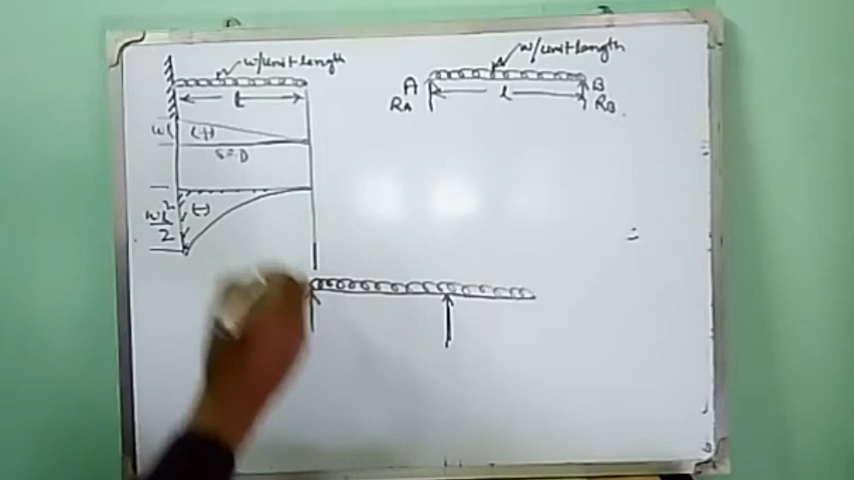 w/unit length
l
wl
(+)
S.F.D
(-)
wl²
2
w/unit length
A
B
RA
l
RB